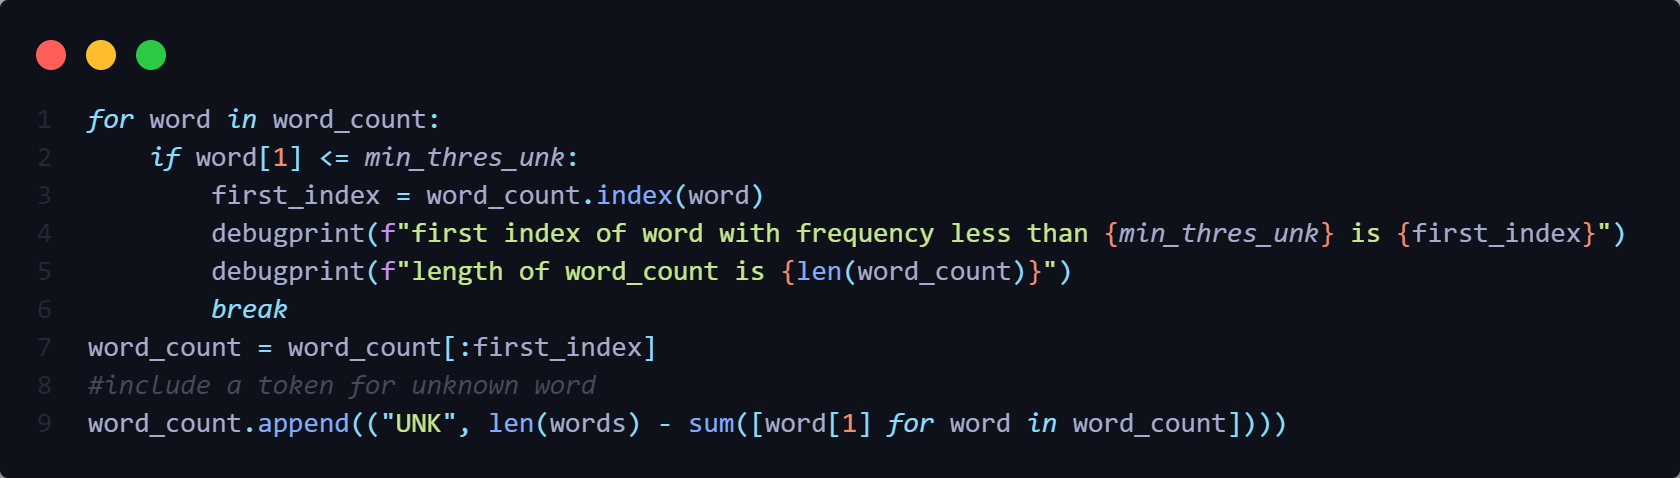 1 for word in word_count:
2 if word[1] <= min_thres_unk:
3 first_index = word_count.index(word)
4 debugprint(f"first index of word with frequency less than {min_thres_unk} is {first_index}")
5 debugprint(f"length of word_count is {len(word_count)}")
6 break
7 word_count = word_count[:first_index]
8 #include a token for unknown word
9 word_count.append(("UNK", len(words) - sum([word[1] for word in word_count])))